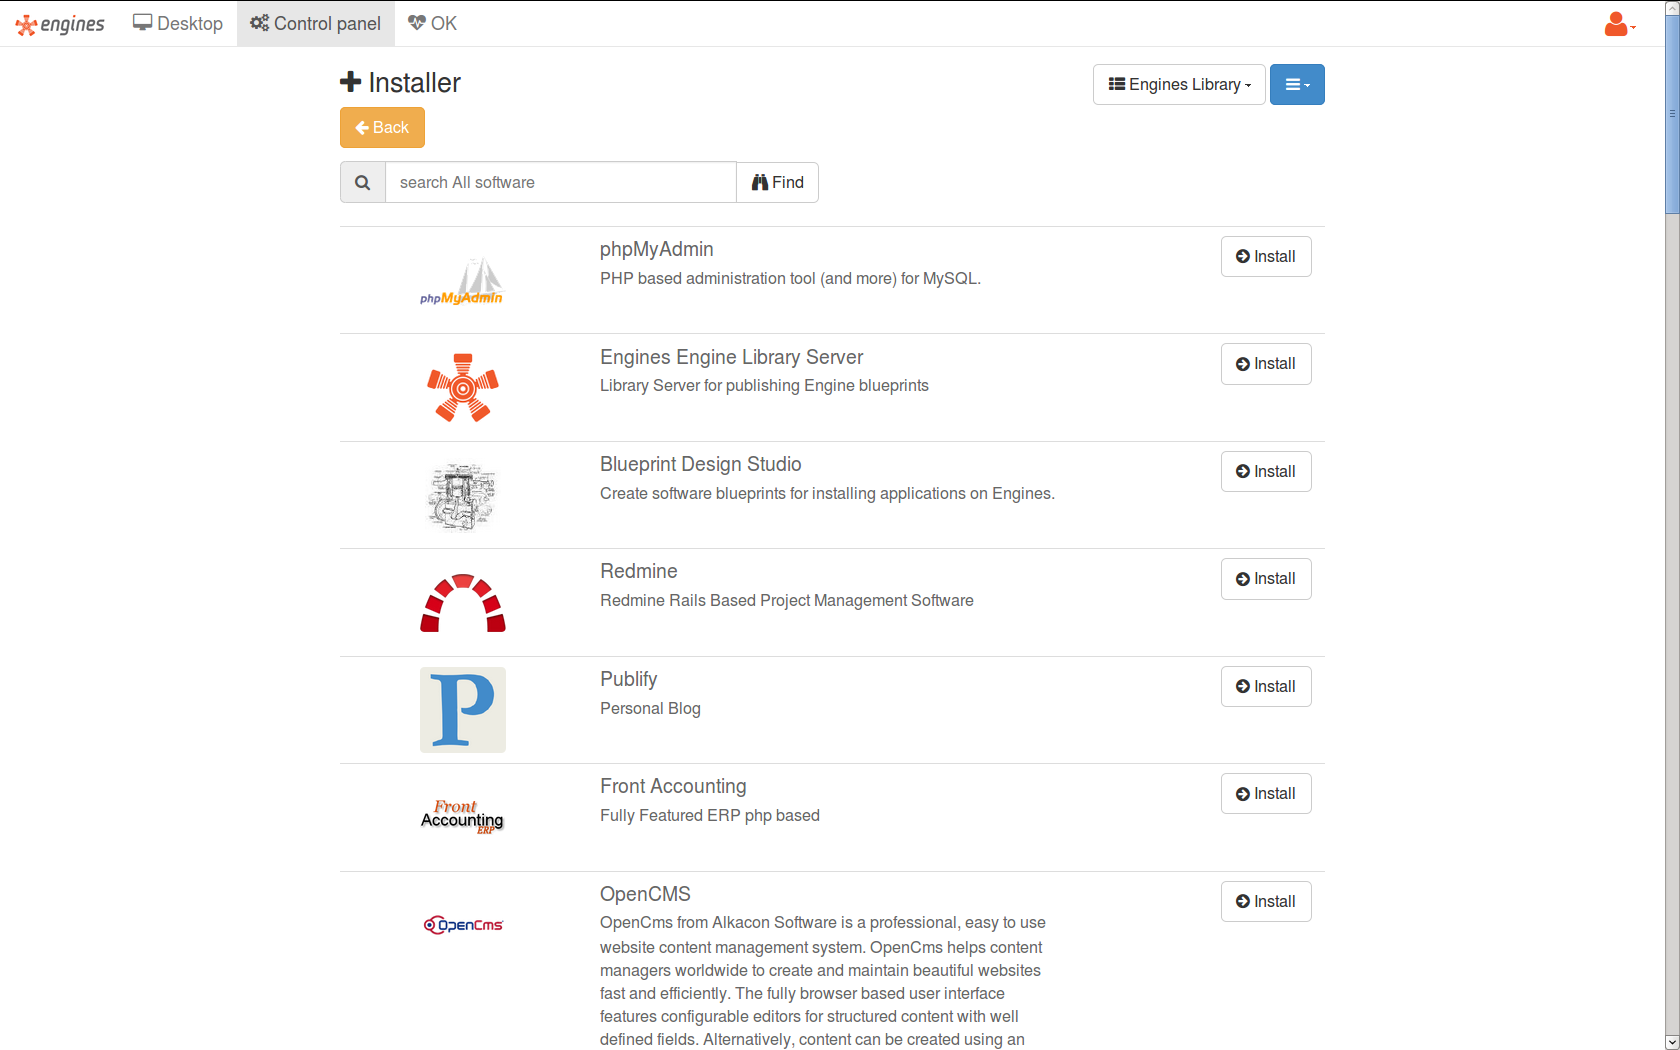 engines
Desktop
Control panel
OK
Installer
Engines Library
Back
search All software
Find
phpMyAdmin
phpMyAdmin
PHP based administration tool (and more) for MySQL.
Install
Engines Engine Library Server
Library Server for publishing Engine blueprints
Install
Blueprint Design Studio
Create software blueprints for installing applications on Engines.
Install
Redmine
Redmine Rails Based Project Management Software
Install
P
Publify
Personal Blog
Install
Front
Accounting
ERP
Front Accounting
Fully Featured ERP php based
Install
OpenCms
OpenCMS
OpenCms from Alkacon Software is a professional, easy to use
website content management system. OpenCms helps content
managers worldwide to create and maintain beautiful websites
fast and efficiently. The fully browser based user interface
features configurable editors for structured content with well
defined fields. Alternatively, content can be created using an
Install